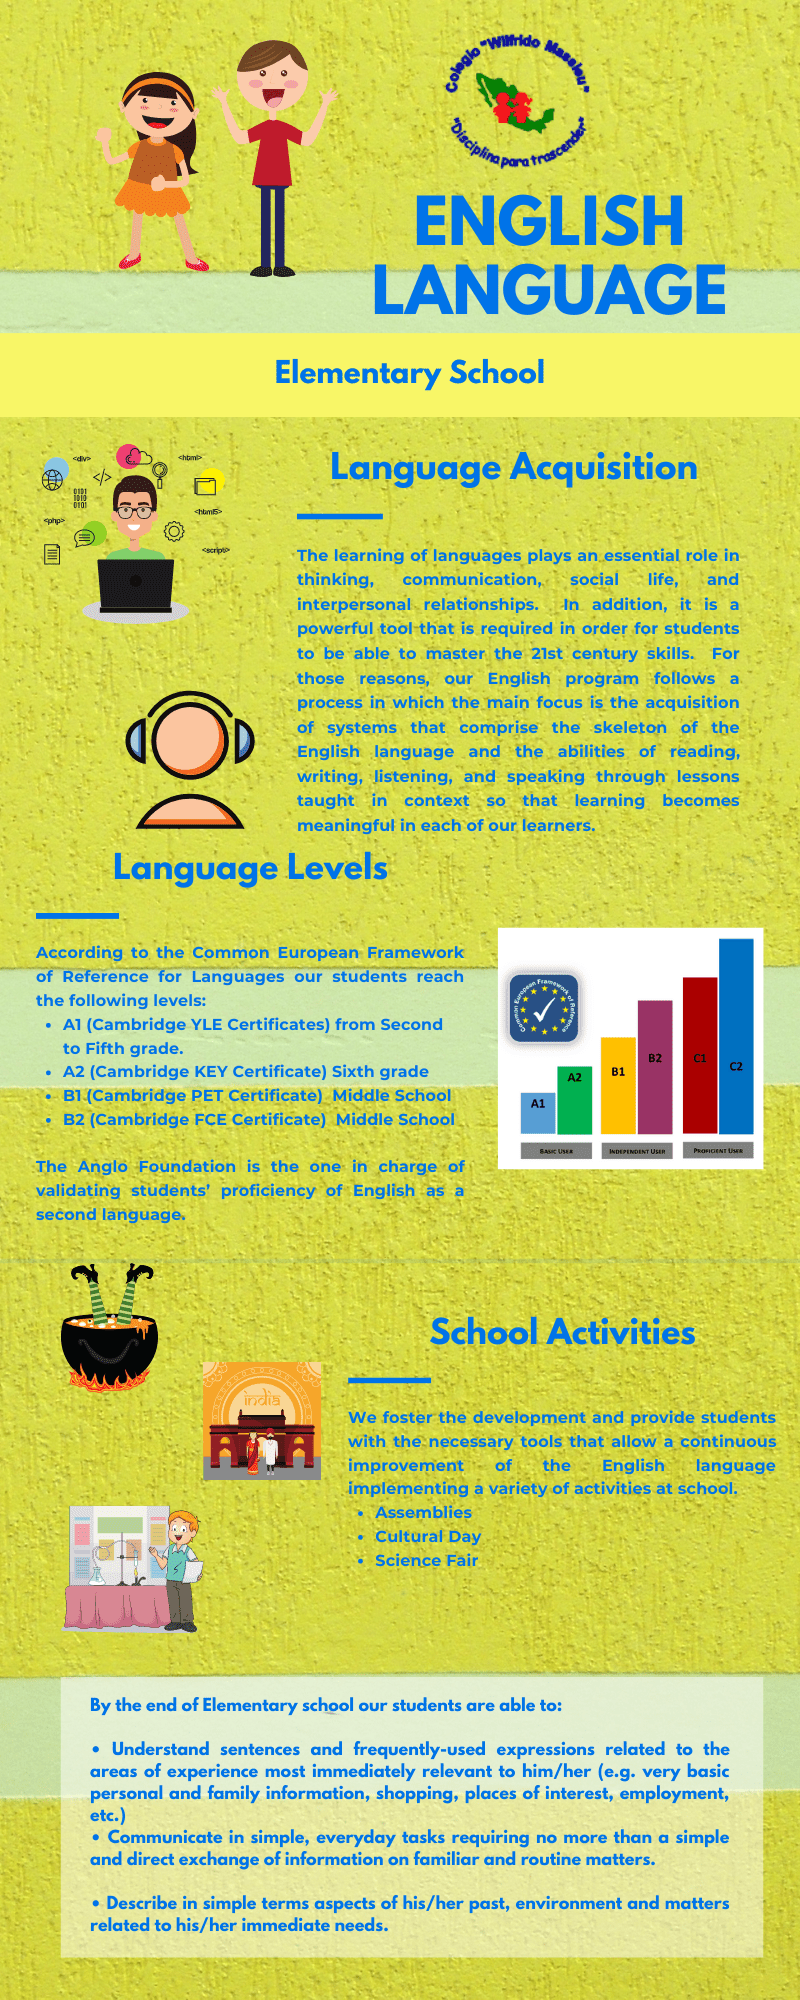 Colegio "Wilfrido Massieu"
"Disciplina para trascender"
ENGLISH
LANGUAGE
Elementary School
<div>
<html>
</>
0101
1010
0101
<php>
<html5>
<script>
Language Acquisition
The learning of languages plays an essential role in
thinking, communication, social life, and
interpersonal relationships. In addition, it is a
powerful tool that is required in order for students
to be able to master the 21st century skills. For
those reasons, our English program follows a
process in which the main focus is the acquisition
of systems that comprise the skeleton of the
English language and the abilities of reading,
writing, listening, and speaking through lessons
taught in context so that learning becomes
meaningful in each of our learners.
Language Levels
According to the Common European Framework
of Reference for Languages our students reach
the following levels:
• A1 (Cambridge YLE Certificates) from Second
to Fifth grade.
• A2 (Cambridge KEY Certificate) Sixth grade
• B1 (Cambridge PET Certificate) Middle School
• B2 (Cambridge FCE Certificate) Middle School
The Anglo Foundation is the one in charge of
validating students' proficiency of English as a
second language.
Common European Framework of Reference
A1
A2
B1
B2
C1
C2
BASIC USER
INDEPENDENT USER
PROFICIENT USER
School Activities
india
We foster the development and provide students
with the necessary tools that allow a continuous
improvement of the English language
implementing a variety of activities at school.
• Assemblies
• Cultural Day
• Science Fair
By the end of Elementary school our students are able to:
• Understand sentences and frequently-used expressions related to the
areas of experience most immediately relevant to him/her (e.g. very basic
personal and family information, shopping, places of interest, employment,
etc.)
• Communicate in simple, everyday tasks requiring no more than a simple
and direct exchange of information on familiar and routine matters.
• Describe in simple terms aspects of his/her past, environment and matters
related to his/her immediate needs.